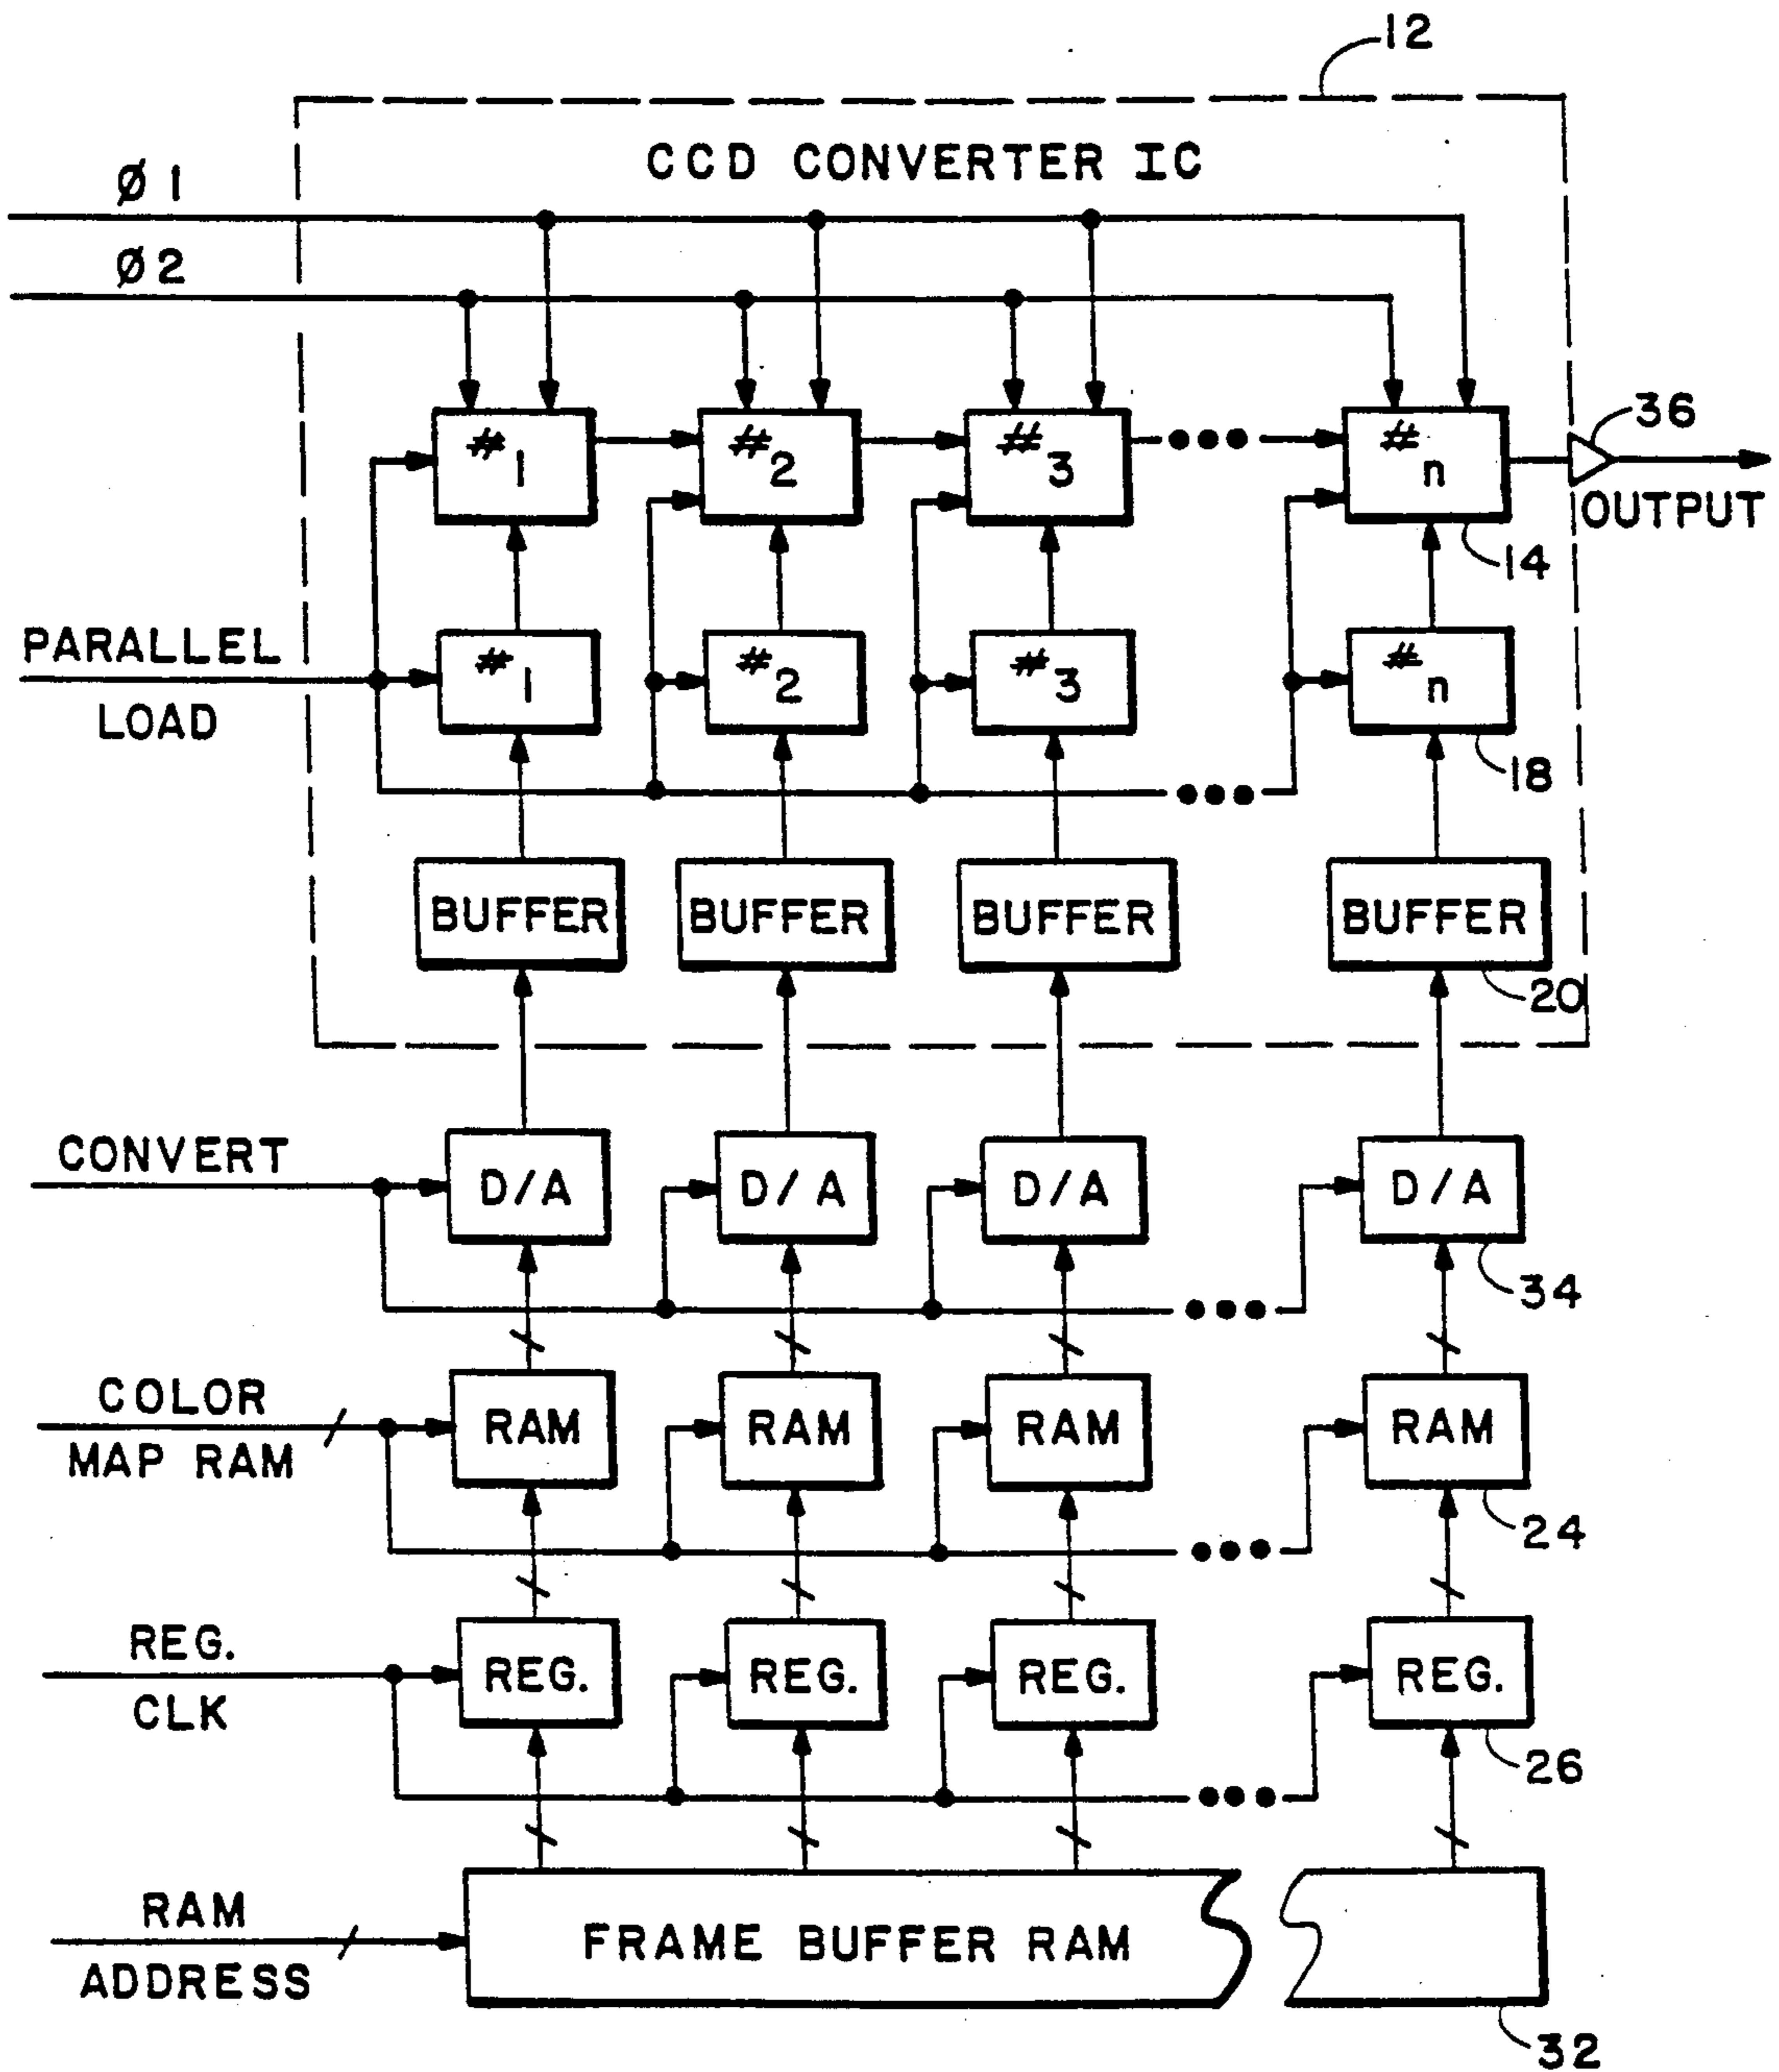 12
CCD CONVERTER IC
Ø1
Ø2
#1 #2 #3 #n
36
OUTPUT
14
PARALLEL
LOAD
#1 #2 #3 #n
18
BUFFER BUFFER BUFFER BUFFER
20
CONVERT
D/A D/A D/A D/A
34
COLOR
MAP RAM
RAM RAM RAM RAM
24
REG.
CLK
REG. REG. REG. REG.
26
RAM
ADDRESS
FRAME BUFFER RAM
32